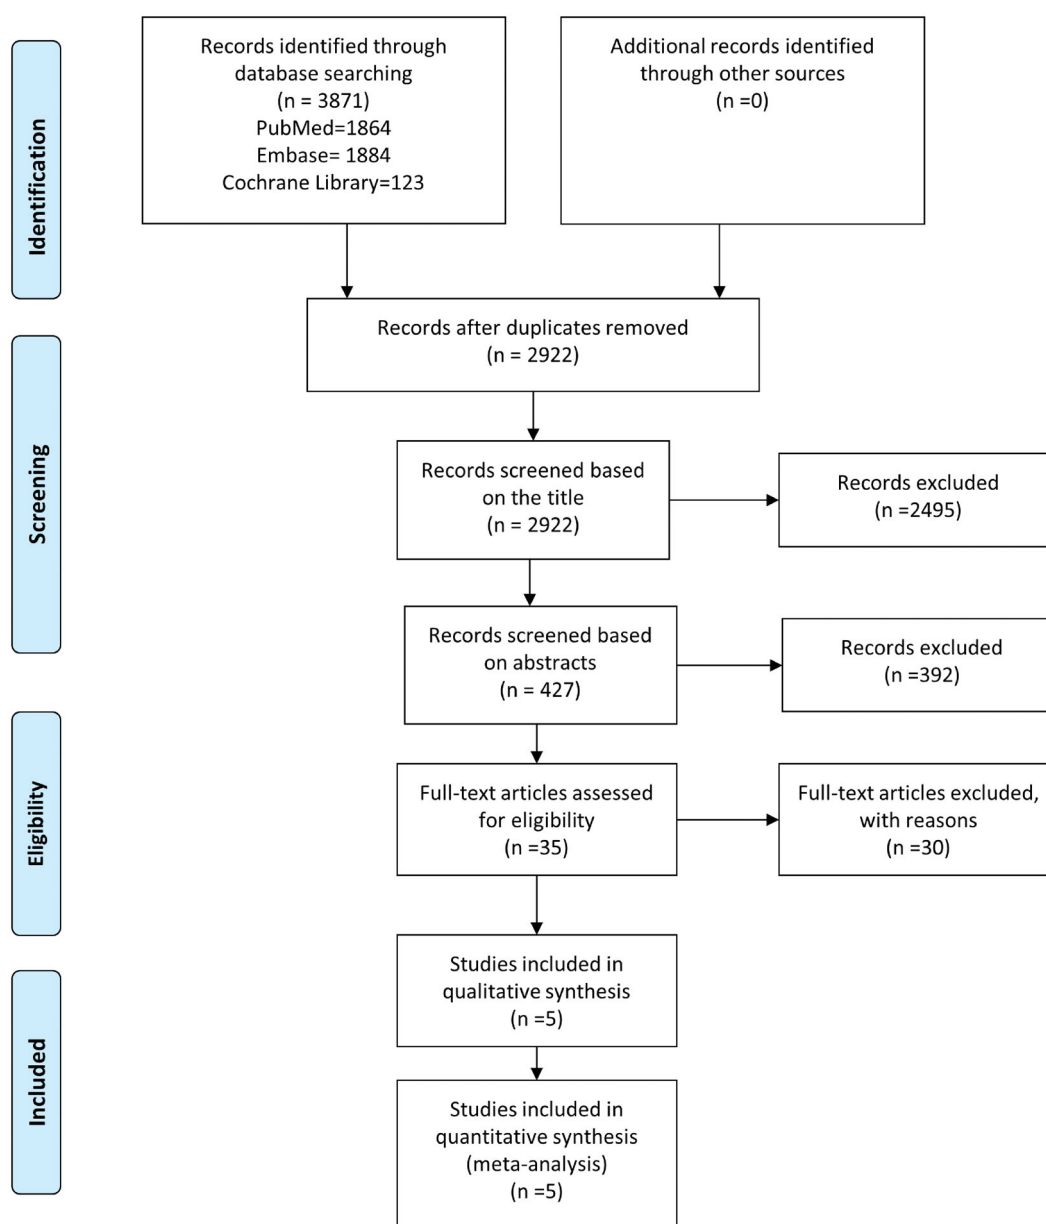 Identification
Records identified through
database searching
(n = 3871)
PubMed=1864
Embase= 1884
Cochrane Library=123
Additional records identified
through other sources
(n =0)
Records after duplicates removed
(n = 2922)
Screening
Records screened based
on the title
(n = 2922)
Records excluded
(n =2495)
Records screened based
on abstracts
(n = 427)
Records excluded
(n =392)
Eligibility
Full-text articles assessed
for eligibility
(n =35)
Full-text articles excluded,
with reasons
(n =30)
Included
Studies included in
qualitative synthesis
(n =5)
Studies included in
quantitative synthesis
(meta-analysis)
(n =5)